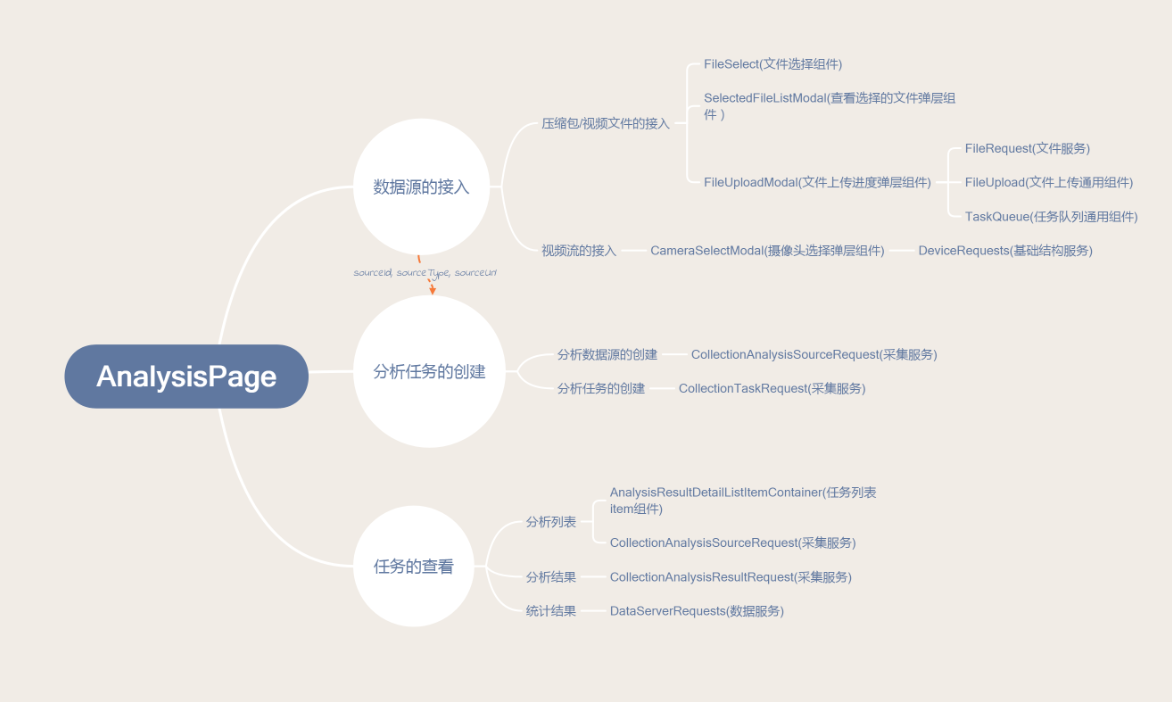 AnalysisPage
数据源的接入
压缩包/视频文件的接入
FileSelect(文件选择组件)
SelectedFileListModal(查看选择的文件弹层组
件 )
FileUploadModal(文件上传进度弹层组件)
FileRequest(文件服务)
FileUpload(文件上传通用组件)
TaskQueue(任务队列通用组件)
视频流的接入
CameraSelectModal(摄像头选择弹层组件)
DeviceRequests(基础结构服务)
sourceId, sourceType, sourceUrl
分析任务的创建
分析数据源的创建
CollectionAnalysisSourceRequest(采集服务)
分析任务的创建
CollectionTaskRequest(采集服务)
任务的查看
分析列表
AnalysisResultDetailListItemContainer(任务列表
item组件)
CollectionAnalysisSourceRequest(采集服务)
分析结果
CollectionAnalysisResultRequest(采集服务)
统计结果
DataServerRequests(数据服务)